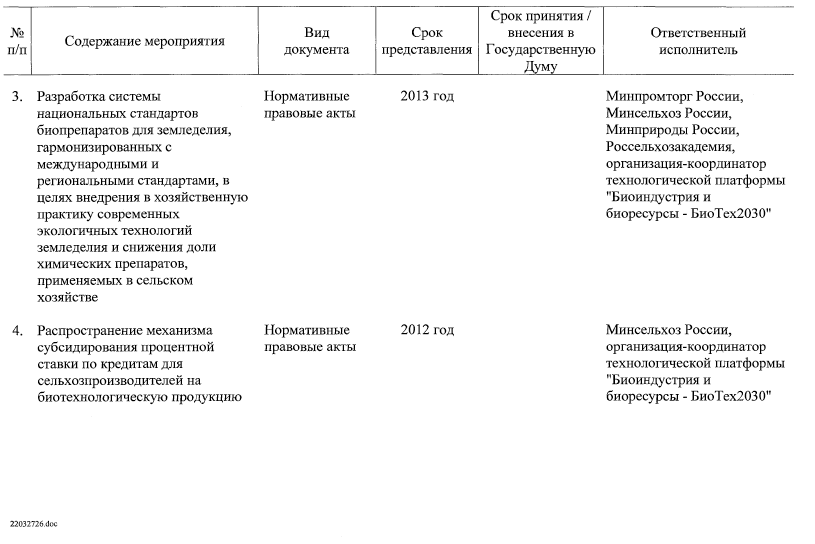 №
п/п
Содержание мероприятия
Вид
документа
Срок
представления
Срок принятия /
внесения в
Государственную
Думу
Ответственный
исполнитель
3.
Разработка системы
национальных стандартов
биопрепаратов для земледелия,
гармонизированных с
международными и
региональными стандартами, в
целях внедрения в хозяйственную
практику современных
экологичных технологий
земледелия и снижения доли
химических препаратов,
применяемых в сельском
хозяйстве
Нормативные
правовые акты
2013 год
Минпромторг России,
Минсельхоз России,
Минприроды России,
Россельхозакадемия,
организация-координатор
технологической платформы
"Биоиндустрия и
биоресурсы - БиоТех2030"
4.
Распространение механизма
субсидирования процентной
ставки по кредитам для
сельхозпроизводителей на
биотехнологическую продукцию
Нормативные
правовые акты
2012 год
Минсельхоз России,
организация-координатор
технологической платформы
"Биоиндустрия и
биоресурсы - БиоТех2030"
22032726.doc